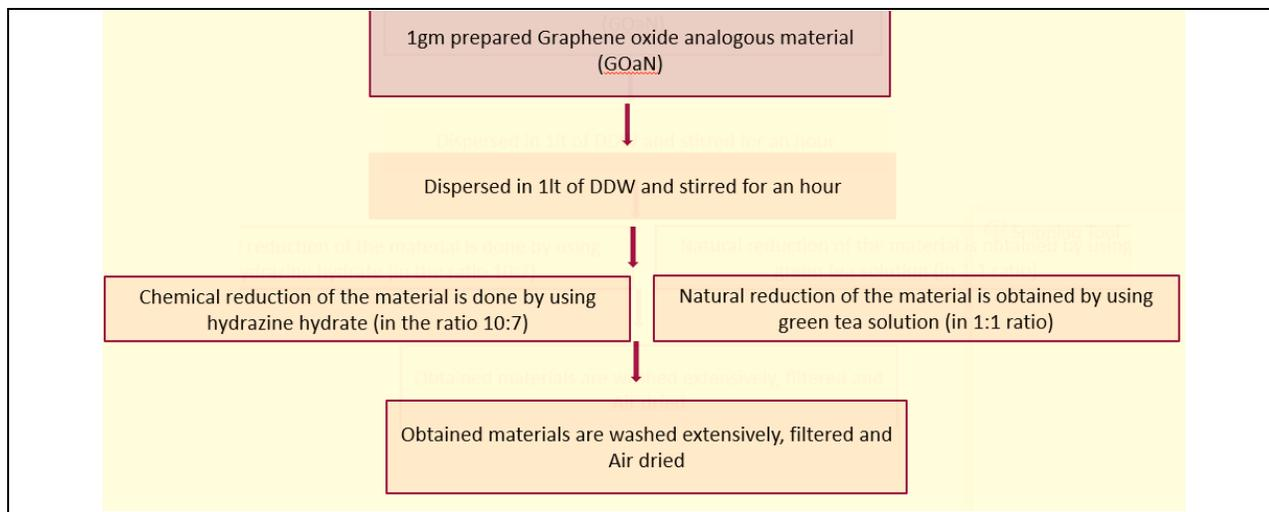 1gm prepared Graphene oxide analogous material
(GOaN)
Dispersed in 1lt of DDW and stirred for an hour
Chemical reduction of the material is done by using
hydrazine hydrate (in the ratio 10:7)
Natural reduction of the material is obtained by using
green tea solution (in 1:1 ratio)
Obtained materials are washed extensively, filtered and
Air dried